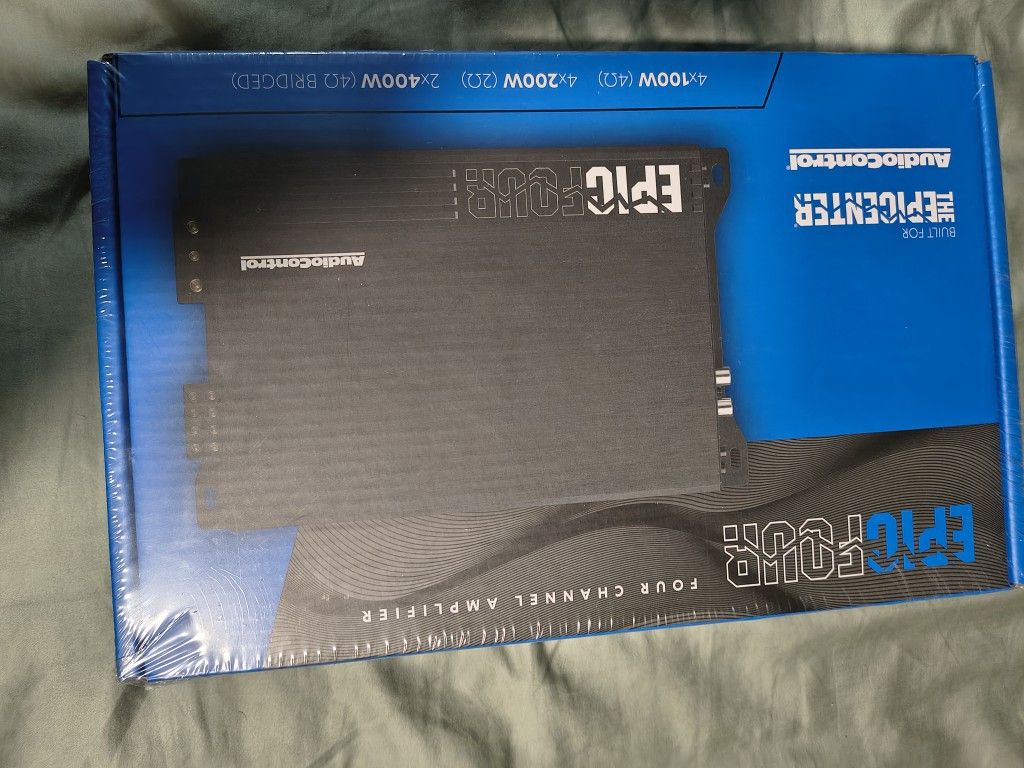 EPIC FOUR
FOUR CHANNEL AMPLIFIER
BUILT FOR
THE EPICENTER®
AudioControl®
AudioControl
EPIC FOUR
4x100W (4Ω) 4x200W (2Ω) 2x400W (4Ω BRIDGED)